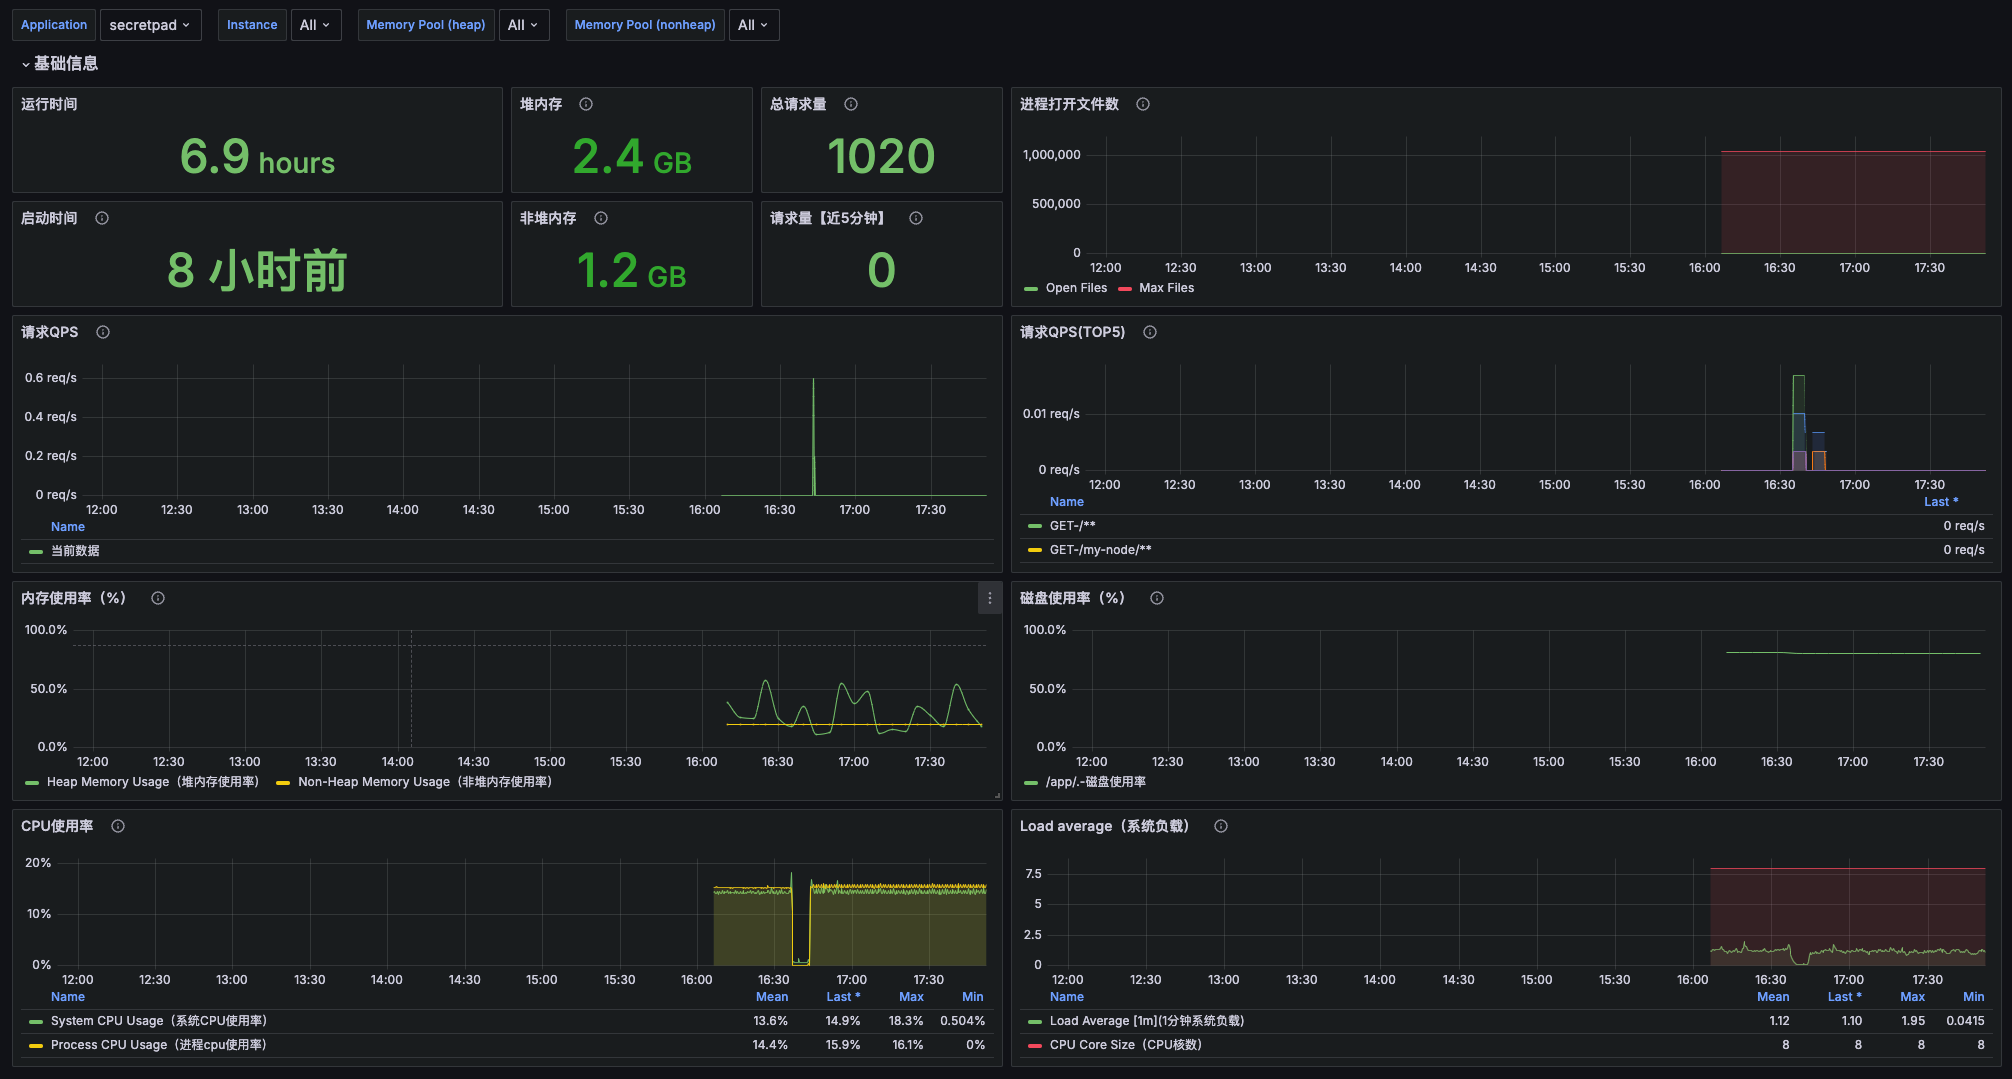 Application secretpad Instance All Memory Pool (heap) All Memory Pool (nonheap) All
基础信息
运行时间
6.9 hours
堆内存
2.4 GB
总请求量
1020
进程打开文件数
1,000,000
500,000
0
12:00 12:30 13:00 13:30 14:00 14:30 15:00 15:30 16:00 16:30 17:00 17:30
Open Files Max Files
启动时间
8 小时前
非堆内存
1.2 GB
请求量【近5分钟】
0
请求QPS
0.6 req/s
0.4 req/s
0.2 req/s
0 req/s
12:00 12:30 13:00 13:30 14:00 14:30 15:00 15:30 16:00 16:30 17:00 17:30
Name
当前数据
请求QPS(TOP5)
0.01 req/s
0 req/s
12:00 12:30 13:00 13:30 14:00 14:30 15:00 15:30 16:00 16:30 17:00 17:30
Name Last *
GET-/** 0 req/s
GET-/my-node/** 0 req/s
内存使用率（%）
100.0%
50.0%
0.0%
12:00 12:30 13:00 13:30 14:00 14:30 15:00 15:30 16:00 16:30 17:00 17:30
Heap Memory Usage（堆内存使用率） Non-Heap Memory Usage（非堆内存使用率）
磁盘使用率（%）
100.0%
50.0%
0.0%
12:00 12:30 13:00 13:30 14:00 14:30 15:00 15:30 16:00 16:30 17:00 17:30
/app/.-磁盘使用率
CPU使用率
20%
10%
0%
12:00 12:30 13:00 13:30 14:00 14:30 15:00 15:30 16:00 16:30 17:00 17:30
Name Mean Last * Max Min
System CPU Usage（系统CPU使用率） 13.6% 14.9% 18.3% 0.504%
Process CPU Usage（进程cpu使用率） 14.4% 15.9% 16.1% 0%
Load average（系统负载）
7.5
5
2.5
0
12:00 12:30 13:00 13:30 14:00 14:30 15:00 15:30 16:00 16:30 17:00 17:30
Name Mean Last * Max Min
Load Average [1m](1分钟系统负载) 1.12 1.10 1.95 0.0415
CPU Core Size（CPU核数） 8 8 8 8